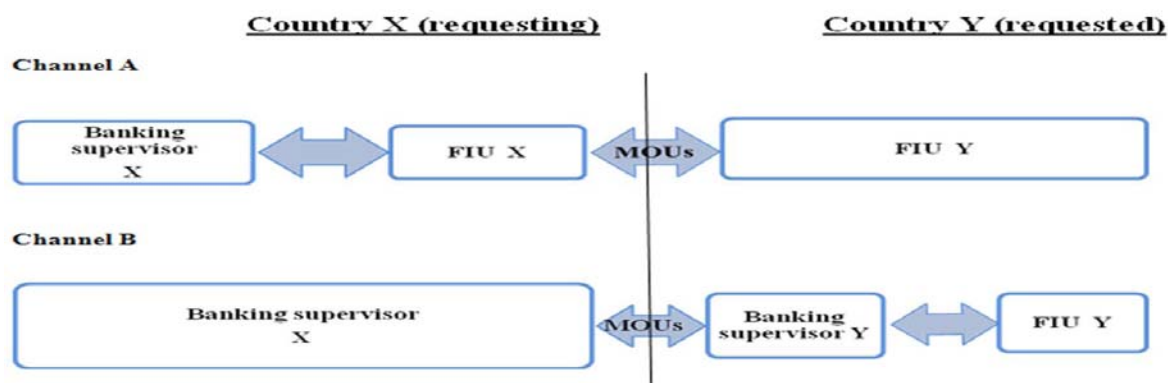 Country X (requesting)
Country Y (requested)
Channel A
Banking
supervisor
X
FIU X
MOUs
FIU Y
Channel B
Banking supervisor
X
MOUs
Banking
supervisor Y
FIU Y